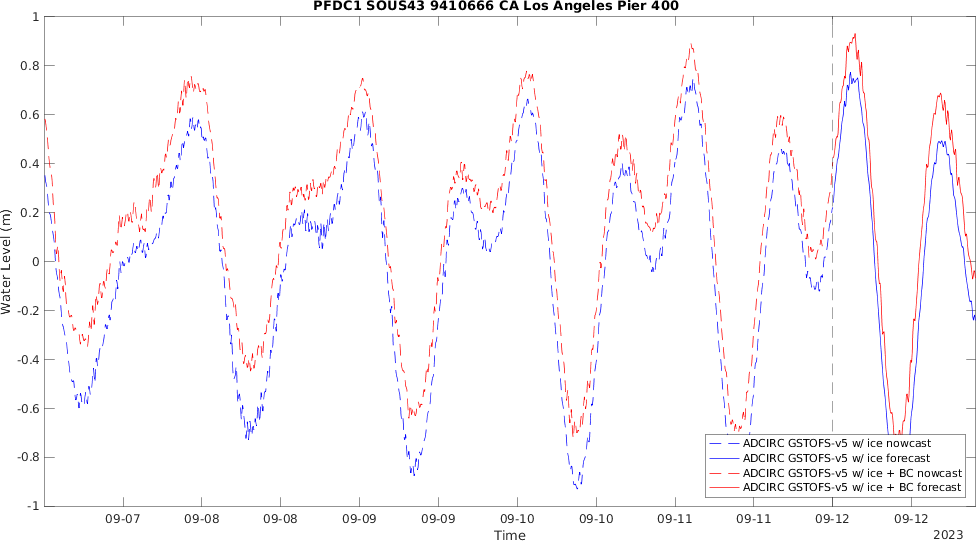 PFDC1 SOUS43 9410666 CA Los Angeles Pier 400
1
0.8
0.6
0.4
0.2
0
-0.2
-0.4
-0.6
-0.8
-1
Water Level (m)
ADCIRC GSTOFS-v5 w/ ice nowcast
ADCIRC GSTOFS-v5 w/ ice forecast
ADCIRC GSTOFS-v5 w/ ice + BC nowcast
ADCIRC GSTOFS-v5 w/ ice + BC forecast
09-07 09-08 09-08 09-09 09-09 09-10 09-10 09-11 09-11 09-12 09-12
Time
2023